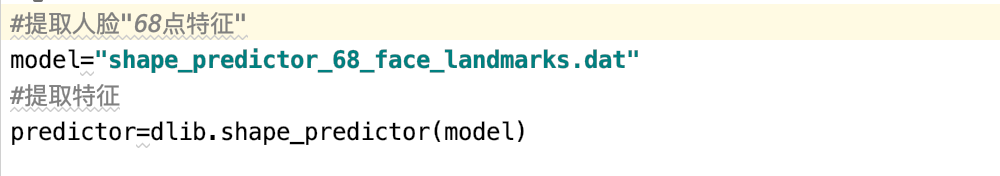 #提取人脸"68点特征"
model="shape_predictor_68_face_landmarks.dat"
#提取特征
predictor=dlib.shape_predictor(model)